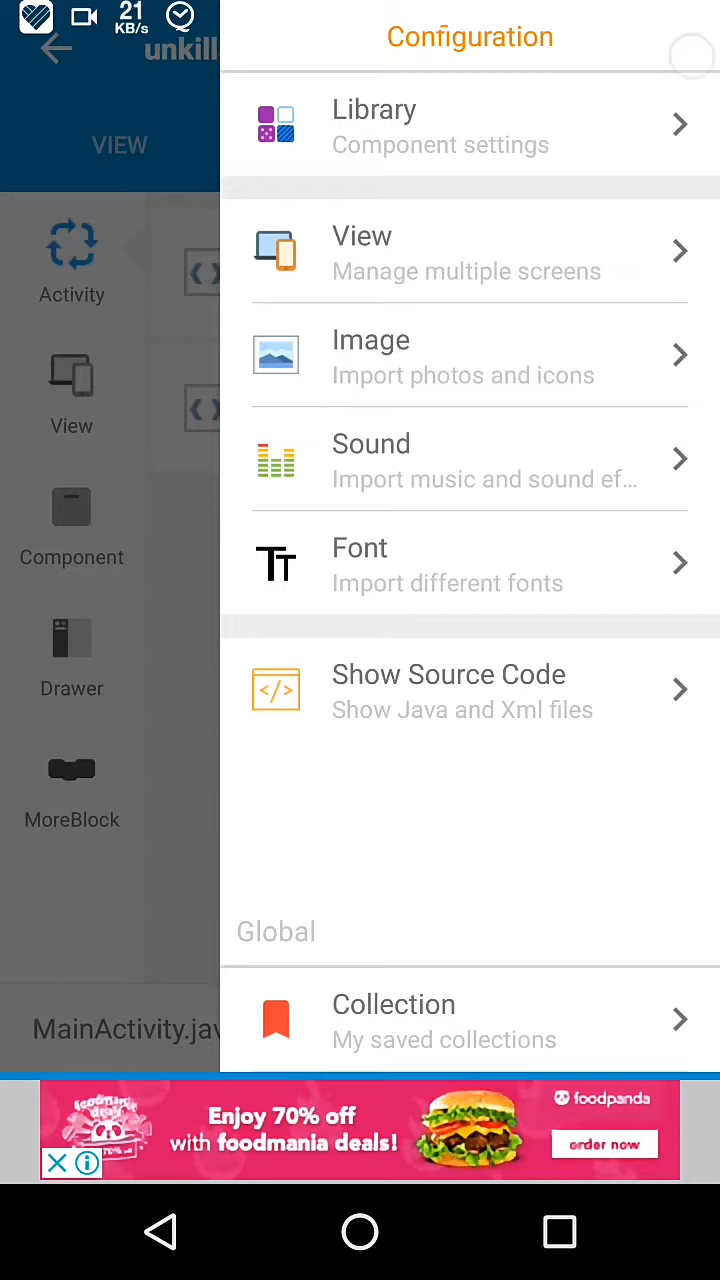 21
KB/s
Configuration
Library
Component settings
View
Manage multiple screens
Image
Import photos and icons
Sound
Import music and sound ef...
Font
Import different fonts
Show Source Code
Show Java and Xml files
Global
Collection
My saved collections
unkill
VIEW
Activity
View
Component
Drawer
MoreBlock
MainActivity.jav
Enjoy 70% off
with foodmania deals!
foodpanda
order now